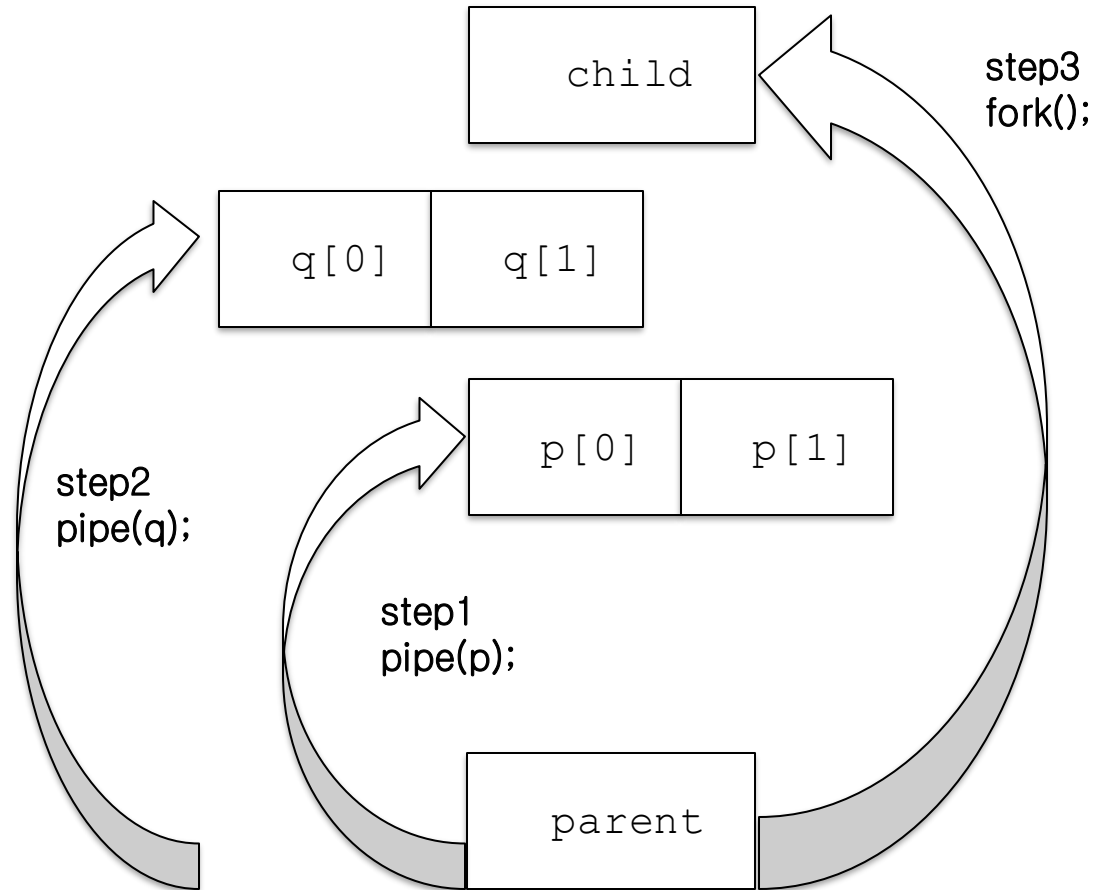 child
step3
fork();
q[0]
q[1]
p[0]
p[1]
step2
pipe(q);
step1
pipe(p);
parent